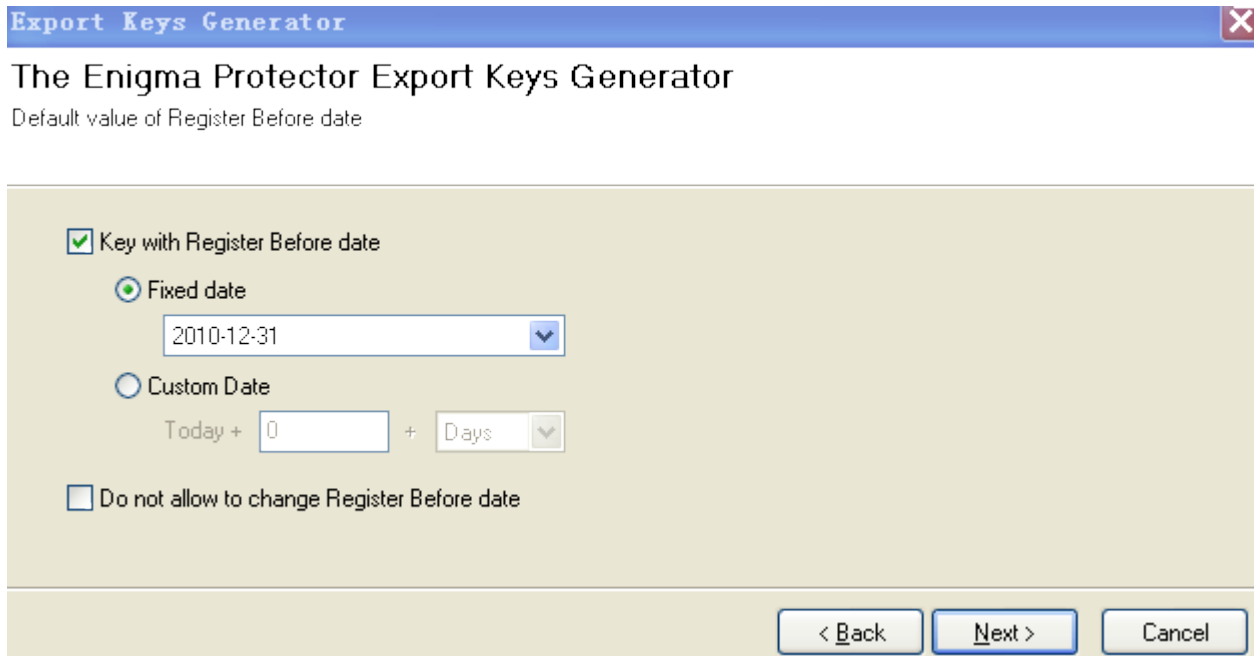 Export Keys Generator
The Enigma Protector Export Keys Generator
Default value of Register Before date
Key with Register Before date
Fixed date
2010-12-31
Custom Date
Today + 0 + Days
Do not allow to change Register Before date
< Back Next > Cancel